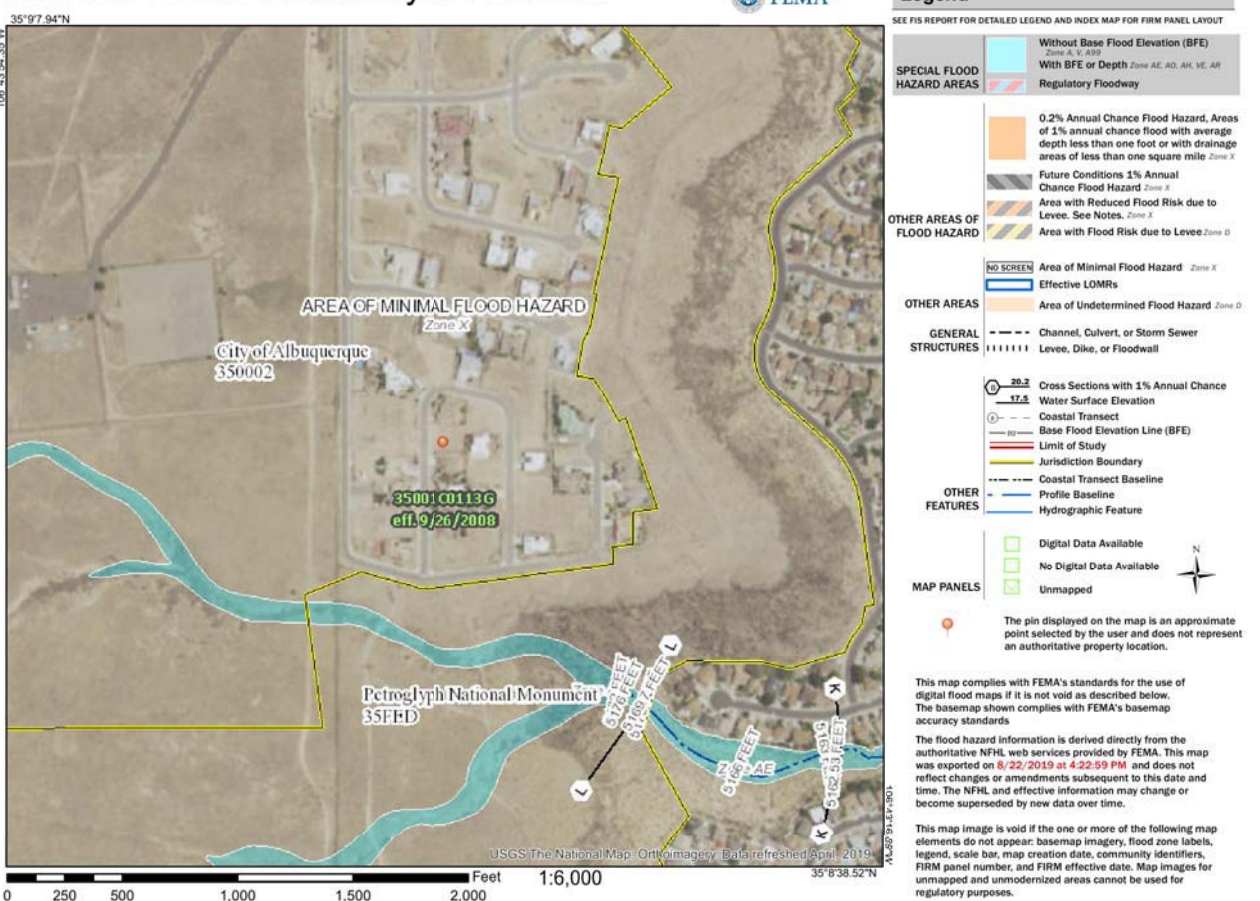 FEMA
35°9'7.94"N
AREA OF MINIMAL FLOOD HAZARD
Zone X
City of Albuquerque
350002
35001C0113G
eff. 9/26/2008
Petroglyph National Monument
35FED
L
L
K
K
5176 FEET
5169.7 FEET
5166 FEET
AE
5162.53 FEET
USGS The National Map: Orthoimagery. Data refreshed April, 2019.
106°43'16.89"W
35°8'38.52"N
Feet
1:6,000
0
250
500
1,000
1,500
2,000
SEE FIS REPORT FOR DETAILED LEGEND AND INDEX MAP FOR FIRM PANEL LAYOUT
SPECIAL FLOOD
HAZARD AREAS
Without Base Flood Elevation (BFE)
Zone A, V, A99
With BFE or Depth Zone AE, AO, AH, VE, AR
Regulatory Floodway
OTHER AREAS OF
FLOOD HAZARD
0.2% Annual Chance Flood Hazard, Areas
of 1% annual chance flood with average
depth less than one foot or with drainage
areas of less than one square mile Zone X
Future Conditions 1% Annual
Chance Flood Hazard Zone X
Area with Reduced Flood Risk due to
Levee. See Notes. Zone X
Area with Flood Risk due to Levee Zone D
OTHER AREAS
NO SCREEN Area of Minimal Flood Hazard Zone X
Effective LOMRs
Area of Undetermined Flood Hazard Zone D
GENERAL
STRUCTURES
Channel, Culvert, or Storm Sewer
Levee, Dike, or Floodwall
OTHER
FEATURES
B 20.2 Cross Sections with 1% Annual Chance
17.5 Water Surface Elevation
8 Coastal Transect
513 Base Flood Elevation Line (BFE)
Limit of Study
Jurisdiction Boundary
Coastal Transect Baseline
Profile Baseline
Hydrographic Feature
MAP PANELS
Digital Data Available
No Digital Data Available
Unmapped
N
The pin displayed on the map is an approximate
point selected by the user and does not represent
an authoritative property location.
This map complies with FEMA's standards for the use of
digital flood maps if it is not void as described below.
The basemap shown complies with FEMA's basemap
accuracy standards
The flood hazard information is derived directly from the
authoritative NFHL web services provided by FEMA. This map
was exported on 8/22/2019 at 4:22:59 PM and does not
reflect changes or amendments subsequent to this date and
time. The NFHL and effective information may change or
become superseded by new data over time.
This map image is void if the one or more of the following map
elements do not appear: basemap imagery, flood zone labels,
legend, scale bar, map creation date, community identifiers,
FIRM panel number, and FIRM effective date. Map images for
unmapped and unmodernized areas cannot be used for
regulatory purposes.